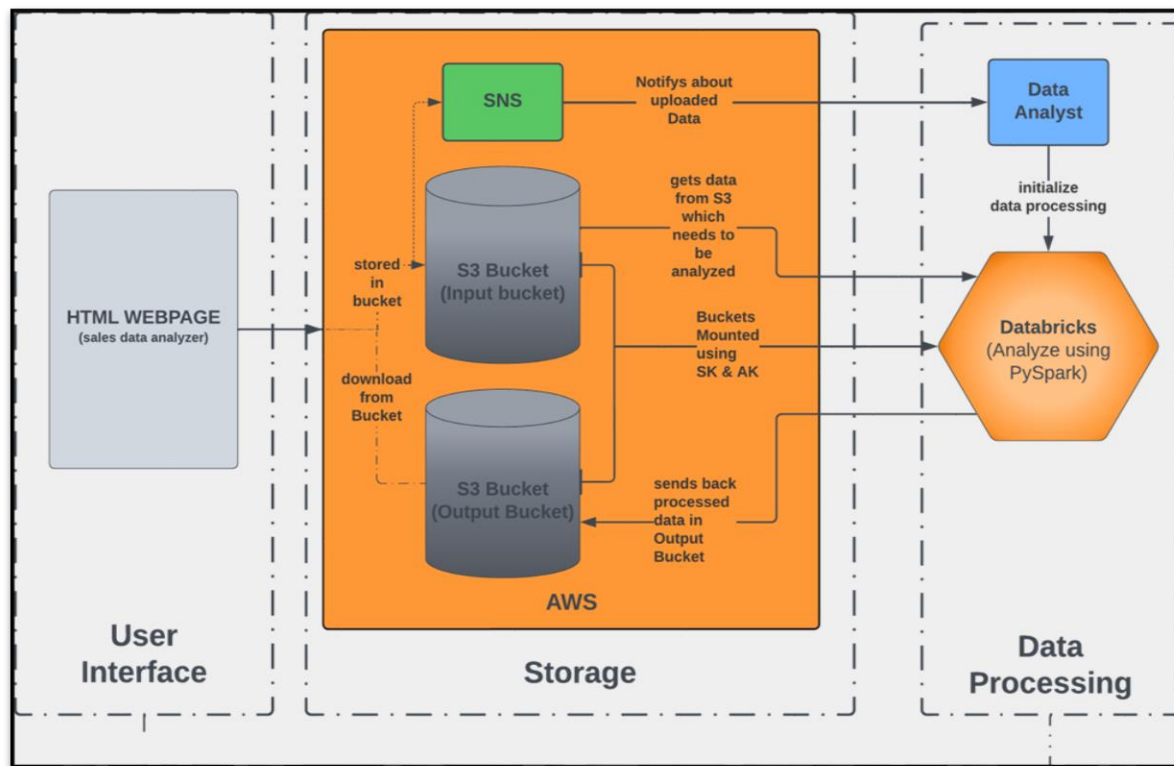 SNS
Notifys about
uploaded
Data
Data
Analyst
initialize
data processing
gets data
from S3
which
needs to
be
analyzed
stored
in
bucket
S3 Bucket
(Input bucket)
HTML WEBPAGE
(sales data analyzer)
Buckets
Mounted
using
SK & AK
Databricks
(Analyze using
PySpark)
download
from
Bucket
S3 Bucket
(Output Bucket)
sends back
processed
data in
Output
Bucket
AWS
User
Interface
Storage
Data
Processing